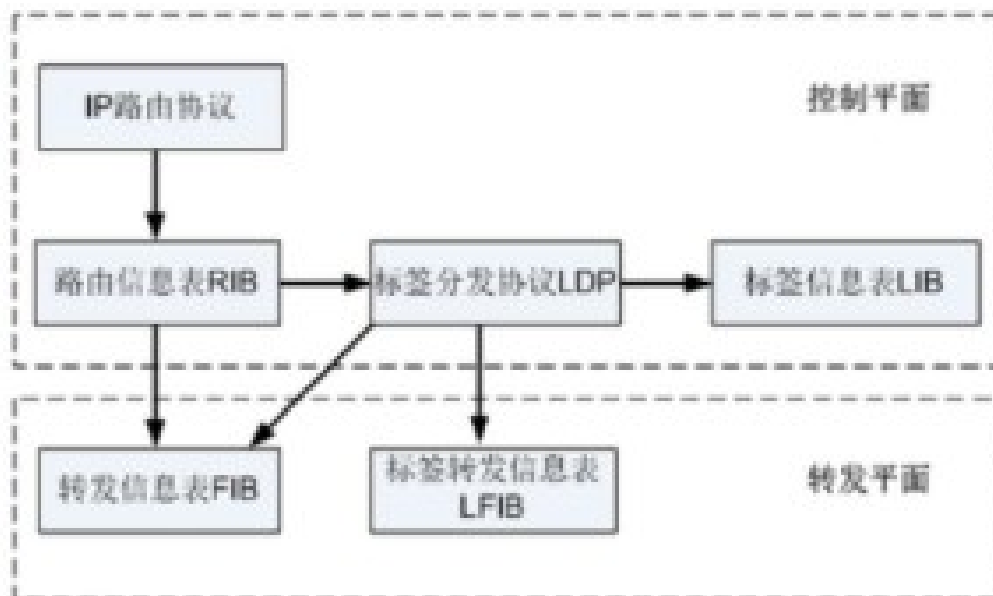 IP路由协议
控制平面
路由信息表RIB
标签分发协议LDP
标签信息表LIB
转发信息表FIB
标签转发信息表
LFIB
转发平面